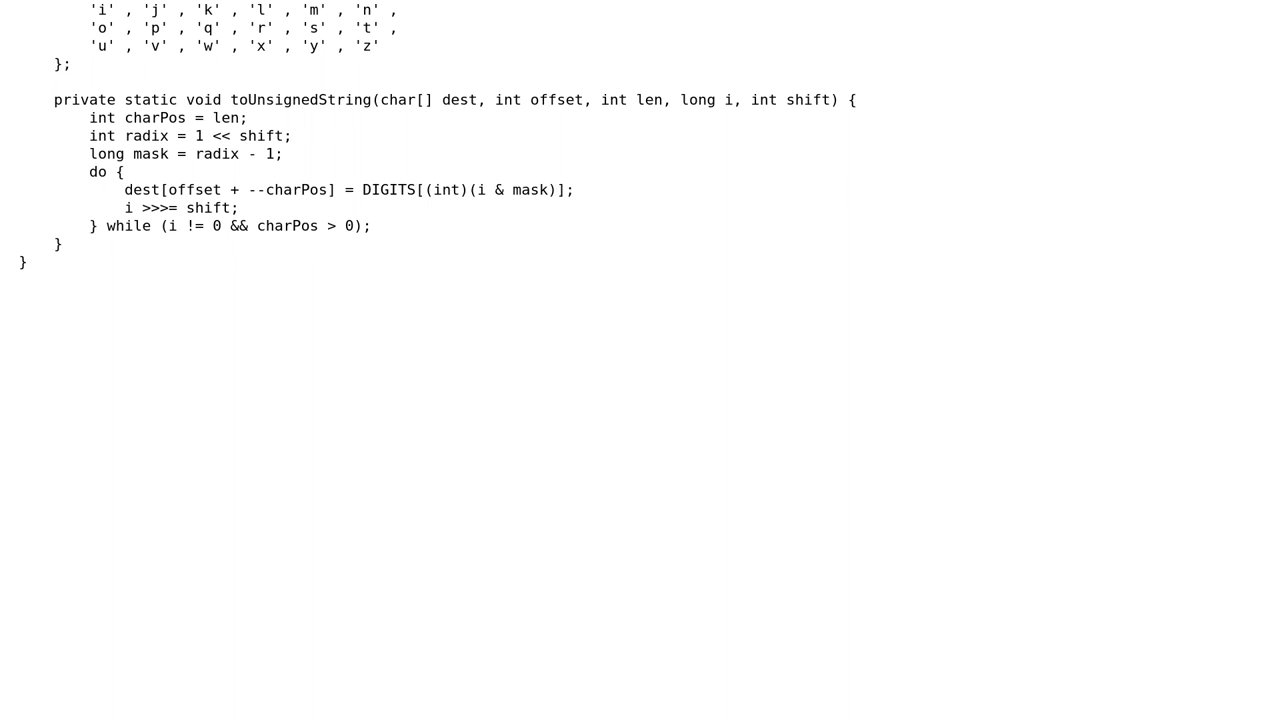 'i' , 'j' , 'k' , 'l' , 'm' , 'n' ,
'o' , 'p' , 'q' , 'r' , 's' , 't' ,
'u' , 'v' , 'w' , 'x' , 'y' , 'z'
};
private static void toUnsignedString(char[] dest, int offset, int len, long i, int shift) {
int charPos = len;
int radix = 1 << shift;
long mask = radix - 1;
do {
dest[offset + --charPos] = DIGITS[(int)(i & mask)];
i >>>= shift;
} while (i != 0 && charPos > 0);
}
}